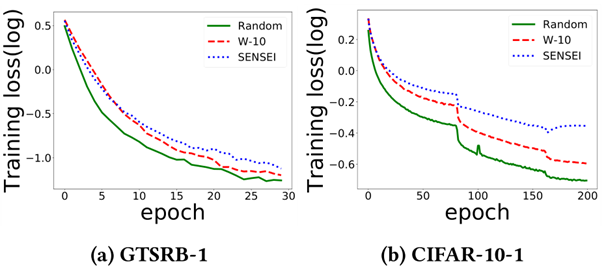 Training loss(log)
0.5
0.0
−0.5
−1.0
0 5 10 15 20 25 30
epoch
Random
W-10
SENSEI
(a) GTSRB-1
Training loss(log)
0.2
0.0
−0.2
−0.4
−0.6
0 50 100 150 200
epoch
Random
W-10
SENSEI
(b) CIFAR-10-1